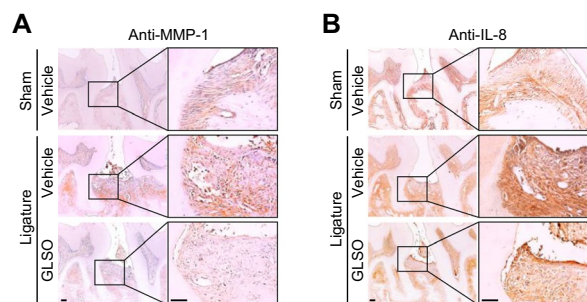 A
Anti-MMP-1
Sham
Vehicle
Ligature
Vehicle
GLSO
B
Anti-IL-8
Sham
Vehicle
Ligature
Vehicle
GLSO